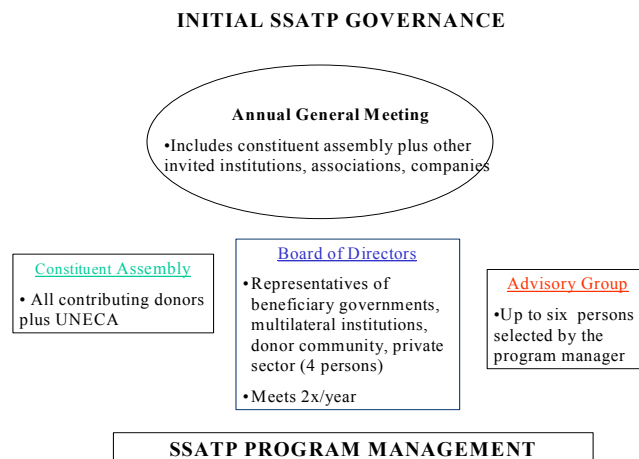 INITIAL SSATP GOVERNANCE
Annual General Meeting
•Includes constituent assembly plus other
invited institutions, associations, companies
Constituent Assembly
• All contributing donors
plus UNECA
Board of Directors
•Representatives of
beneficiary governments,
multilateral institutions,
donor community, private
sector (4 persons)
•Meets 2x/year
Advisory Group
•Up to six persons
selected by the
program manager
SSATP PROGRAM MANAGEMENT